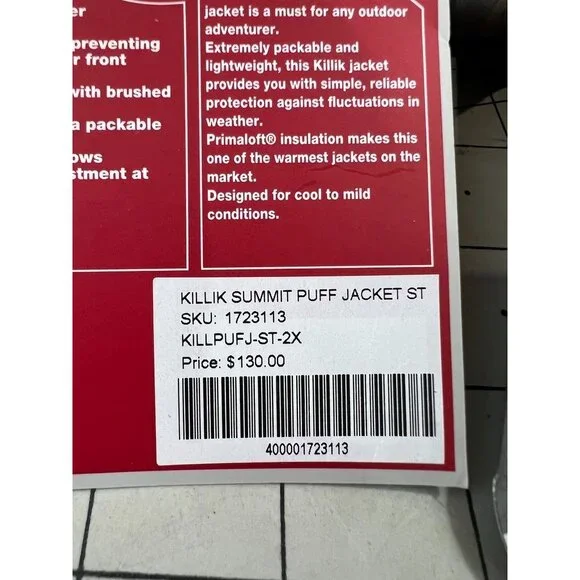 er
preventing
r front
with brushed
a packable
ows
stment at
jacket is a must for any outdoor
adventurer.
Extremely packable and
lightweight, this Killik jacket
provides you with simple, reliable
protection against fluctuations in
weather.
Primaloft® insulation makes this
one of the warmest jackets on the
market.
Designed for cool to mild
conditions.
KILLIK SUMMIT PUFF JACKET ST
SKU: 1723113
KILLPUFJ-ST-2X
Price: $130.00
400001723113